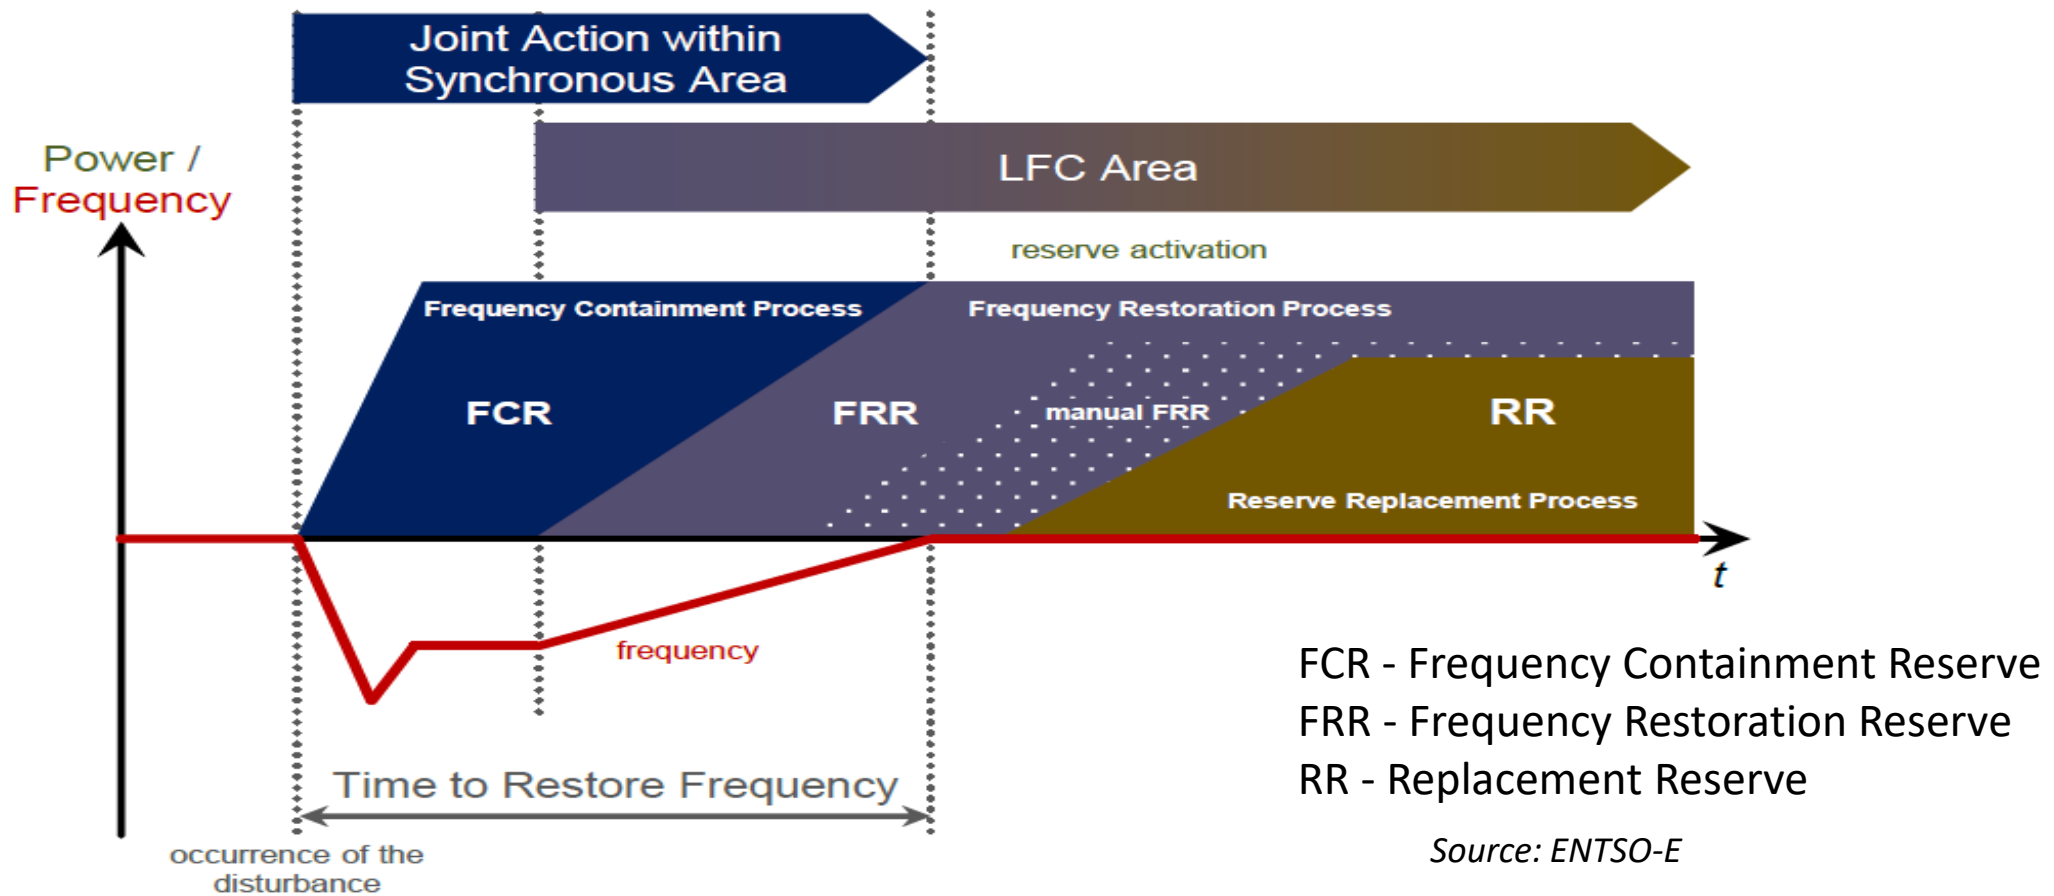 Joint Action within
Synchronous Area
LFC Area
Power /
Frequency
reserve activation
Frequency Containment Process
Frequency Restoration Process
FCR
FRR
manual FRR
RR
Reserve Replacement Process
t
frequency
FCR - Frequency Containment Reserve
FRR - Frequency Restoration Reserve
RR - Replacement Reserve
Time to Restore Frequency
Source: ENTSO-E
occurrence of the
disturbance